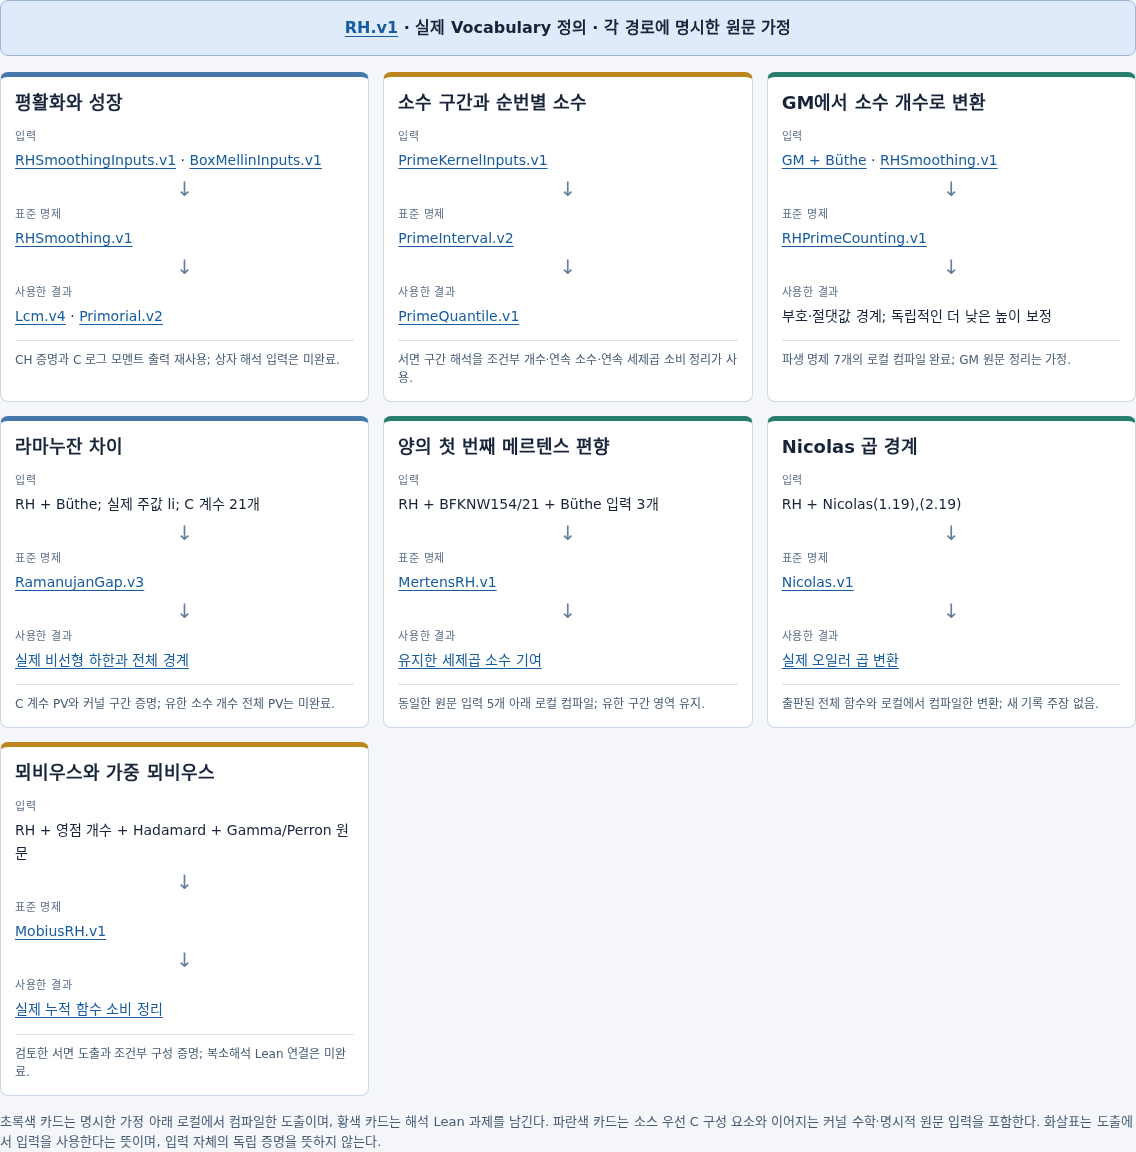 RH.v1 · 실제 Vocabulary 정의 · 각 경로에 명시한 원문 가정
평활화와 성장
입력
RHSmoothingInputs.v1 · BoxMellinInputs.v1
↓
표준 명제
RHSmoothing.v1
↓
사용한 결과
Lcm.v4 · Primorial.v2
CH 증명과 C 로그 모멘트 출력 재사용; 상자 해석 입력은 미완료.
소수 구간과 순번별 소수
입력
PrimeKernelInputs.v1
↓
표준 명제
PrimeInterval.v2
↓
사용한 결과
PrimeQuantile.v1
서면 구간 해석을 조건부 개수·연속 소수·연속 세제곱 소비 정리가 사
용.
GM에서 소수 개수로 변환
입력
GM + Büthe · RHSmoothing.v1
↓
표준 명제
RHPrimeCounting.v1
↓
사용한 결과
부호·절댓값 경계; 독립적인 더 낮은 높이 보정
파생 명제 7개의 로컬 컴파일 완료; GM 원문 정리는 가정.
라마누잔 차이
입력
RH + Büthe; 실제 주값 li; C 계수 21개
↓
표준 명제
RamanujanGap.v3
↓
사용한 결과
실제 비선형 하한과 전체 경계
C 계수 PV와 커널 구간 증명; 유한 소수 개수 전체 PV는 미완료.
양의 첫 번째 메르텐스 편향
입력
RH + BFKNW154/21 + Büthe 입력 3개
↓
표준 명제
MertensRH.v1
↓
사용한 결과
유지한 세제곱 소수 기여
동일한 원문 입력 5개 아래 로컬 컴파일; 유한 구간 영역 유지.
Nicolas 곱 경계
입력
RH + Nicolas(1.19),(2.19)
↓
표준 명제
Nicolas.v1
↓
사용한 결과
실제 오일러 곱 변환
출판된 전체 함수와 로컬에서 컴파일한 변환; 새 기록 주장 없음.
뫼비우스와 가중 뫼비우스
입력
RH + 영점 개수 + Hadamard + Gamma/Perron 원
문
↓
표준 명제
MobiusRH.v1
↓
사용한 결과
실제 누적 함수 소비 정리
검토한 서면 도출과 조건부 구성 증명; 복소해석 Lean 연결은 미완
료.
초록색 카드는 명시한 가정 아래 로컬에서 컴파일한 도출이며, 황색 카드는 해석 Lean 과제를 남긴다. 파란색 카드는 소스 우선 C 구성 요소와 이어지는 커널 수학·명시적 원문 입력을 포함한다. 화살표는 도출에
서 입력을 사용한다는 뜻이며, 입력 자체의 독립 증명을 뜻하지 않는다.